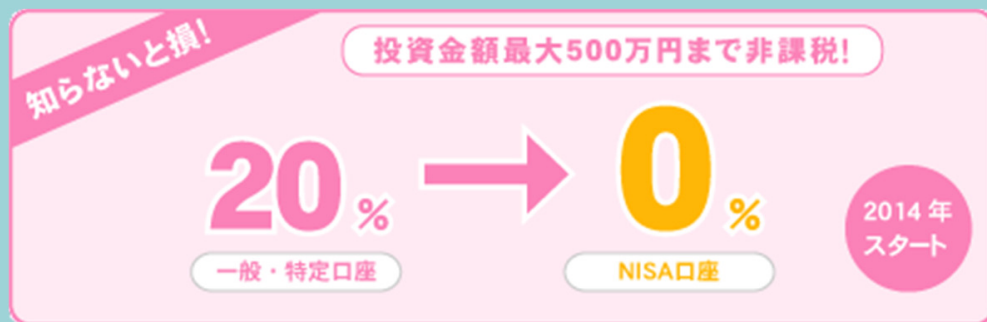 知らないと損!
投資金額最大500万円まで非課税!
20%
0%
一般・特定口座
NISA口座
2014年
スタート